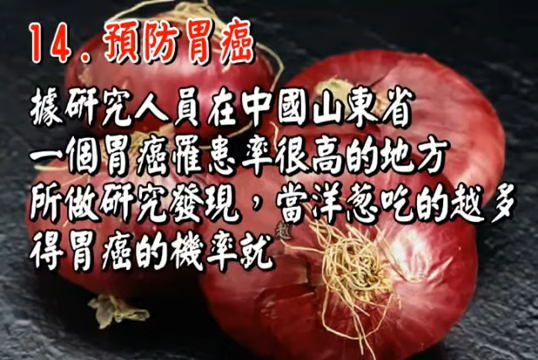 14.預防胃癌
據研究人員在中國山東省
一個胃癌罹患率很高的地方
所做研究發現，當洋葱吃的越多
得胃癌的機率就